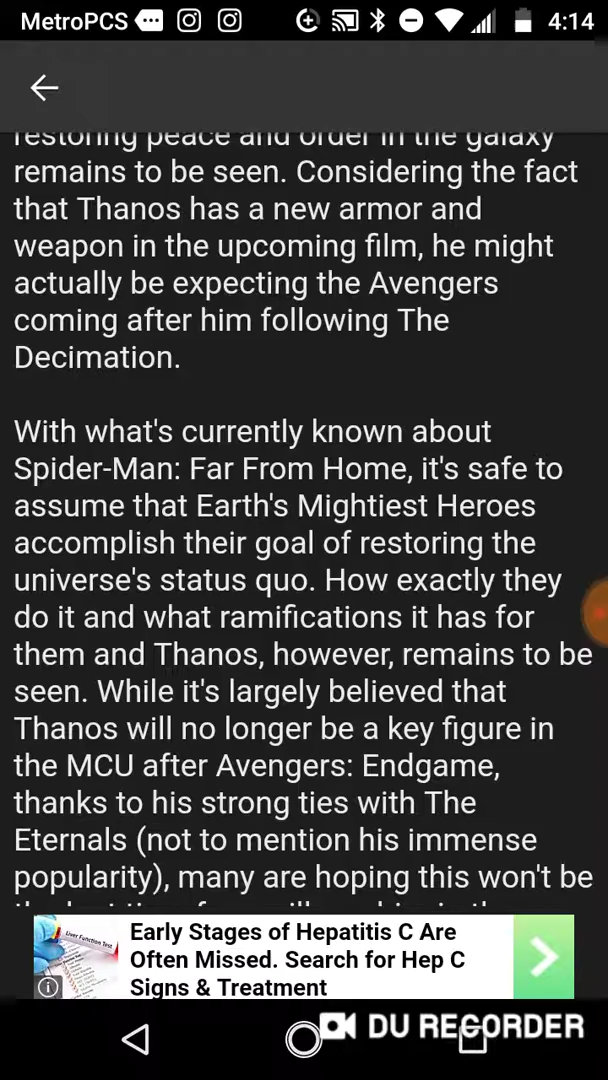 MetroPCS
4:14
restoring peace and order in the galaxy
remains to be seen. Considering the fact
that Thanos has a new armor and
weapon in the upcoming film, he might
actually be expecting the Avengers
coming after him following The
Decimation.
With what's currently known about
Spider-Man: Far From Home, it's safe to
assume that Earth's Mightiest Heroes
accomplish their goal of restoring the
universe's status quo. How exactly they
do it and what ramifications it has for
them and Thanos, however, remains to be
seen. While it's largely believed that
Thanos will no longer be a key figure in
the MCU after Avengers: Endgame,
thanks to his strong ties with The
Eternals (not to mention his immense
popularity), many are hoping this won't be
Liver Function Test
Early Stages of Hepatitis C Are
Often Missed. Search for Hep C
Signs & Treatment
DU RECORDER